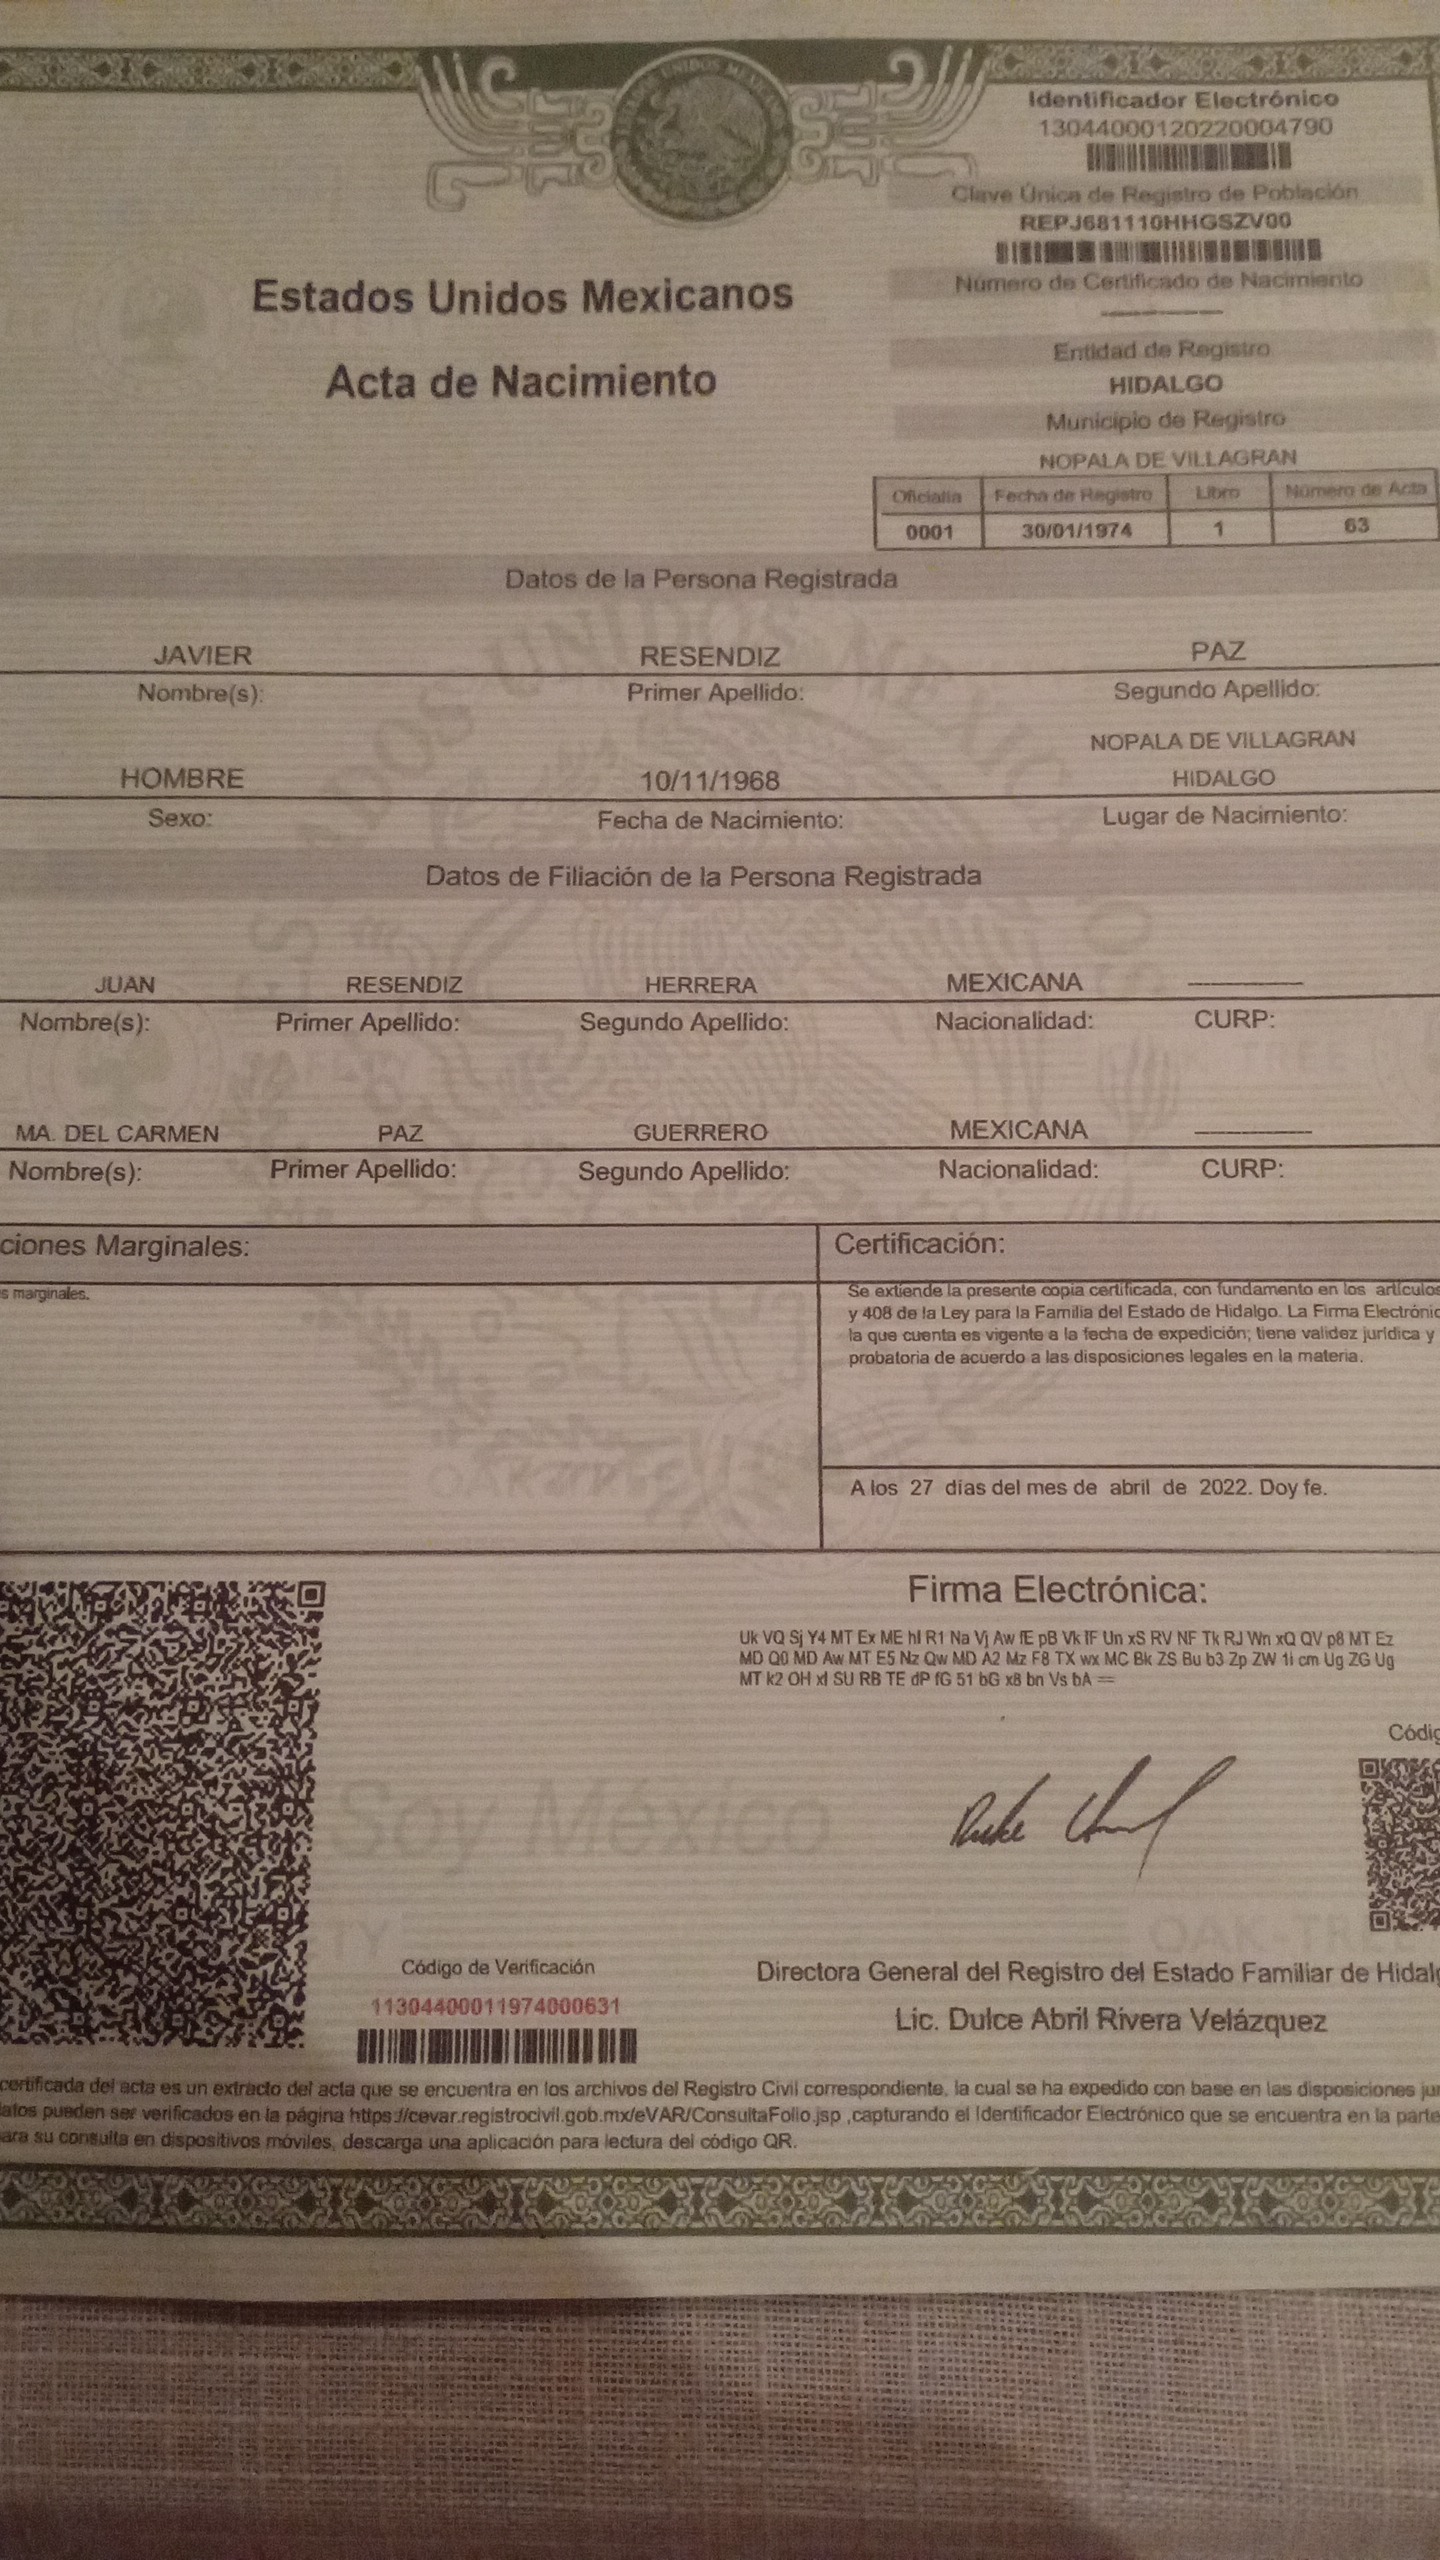 UNIDOS MEX
Identificador Electrónico
13044000120220004790
Clave Única de Registro de Población
REPJ681110HHGSZV00
Número de Certificado de Nacimiento
Estados Unidos Mexicanos
Acta de Nacimiento
Entidad de Registro
HIDALGO
Municipio de Registro
NOPALA DE VILLAGRAN
Oficialía Fecha de Registro Libro Número de Acta
0001 30/01/1974 1 63
Datos de la Persona Registrada
JAVIER RESENDIZ PAZ
Nombre(s): Primer Apellido: Segundo Apellido:
NOPALA DE VILLAGRAN
HOMBRE 10/11/1968 HIDALGO
Sexo: Fecha de Nacimiento: Lugar de Nacimiento:
Datos de Filiación de la Persona Registrada
JUAN RESENDIZ HERRERA MEXICANA
Nombre(s): Primer Apellido: Segundo Apellido: Nacionalidad: CURP:
MA. DEL CARMEN PAZ GUERRERO MEXICANA
Nombre(s): Primer Apellido: Segundo Apellido: Nacionalidad: CURP:
ciones Marginales:
s marginales.
Certificación:
Se extiende la presente copia certificada, con fundamento en los artículos
y 408 de la Ley para la Familia del Estado de Hidalgo. La Firma Electrónic
la que cuenta es vigente a la fecha de expedición; tiene validez jurídica y
probatoria de acuerdo a las disposiciones legales en la materia.
A los 27 días del mes de abril de 2022. Doy fe.
Firma Electrónica:
Uk VQ Sj Y4 MT Ex ME hI R1 Na Vj Aw fE pB Vk lF Un xS RV NF Tk RJ Wn xQ QV p8 MT Ez
MD Q0 MD Aw MT E5 Nz Qw MD A2 Mz F8 TX wx MC Bk ZS Bu b3 Zp ZW 1i cm Ug ZG Ug
MT k2 OH xI SU RB TE dP fG 51 bG x8 bn Vs bA ==
Códig
Soy México
Código de Verificación
11304400011974000631
Directora General del Registro del Estado Familiar de Hidalg
Lic. Dulce Abril Rivera Velázquez
certificada del acta es un extracto del acta que se encuentra en los archivos del Registro Civil correspondiente, la cual se ha expedido con base en las disposiciones jur
atos pueden ser verificados en la página https://cevar.registrocivil.gob.mx/eVAR/ConsultaFolio.jsp ,capturando el Identificador Electrónico que se encuentra en la parte
ara su consulta en dispositivos móviles, descarga una aplicación para lectura del código QR.